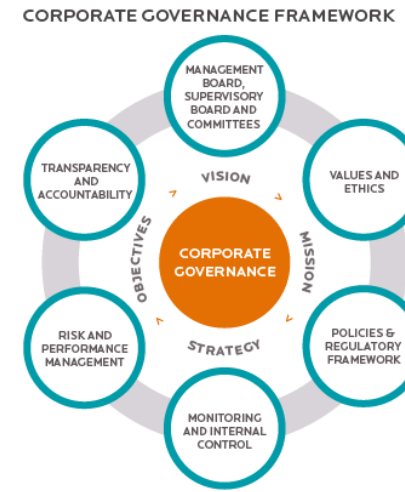 CORPORATE GOVERNANCE FRAMEWORK
MANAGEMENT
BOARD,
SUPERVISORY
BOARD AND
COMMITTEES
TRANSPARENCY
AND
ACCOUNTABILITY
VALUES AND
ETHICS
VISION
OBJECTIVES
CORPORATE
GOVERNANCE
MISSION
STRATEGY
RISK AND
PERFORMANCE
MANAGEMENT
POLICIES &
REGULATORY
FRAMEWORK
MONITORING
AND INTERNAL
CONTROL